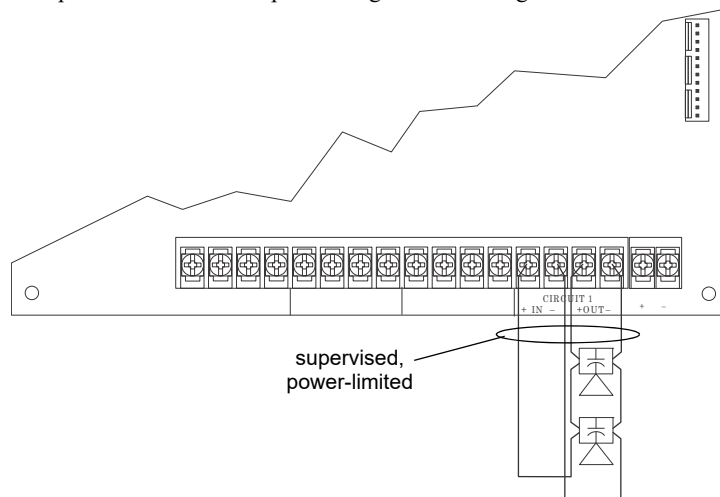 CIRCUIT 1
+ IN – +OUT– + –
supervised,
power-limited